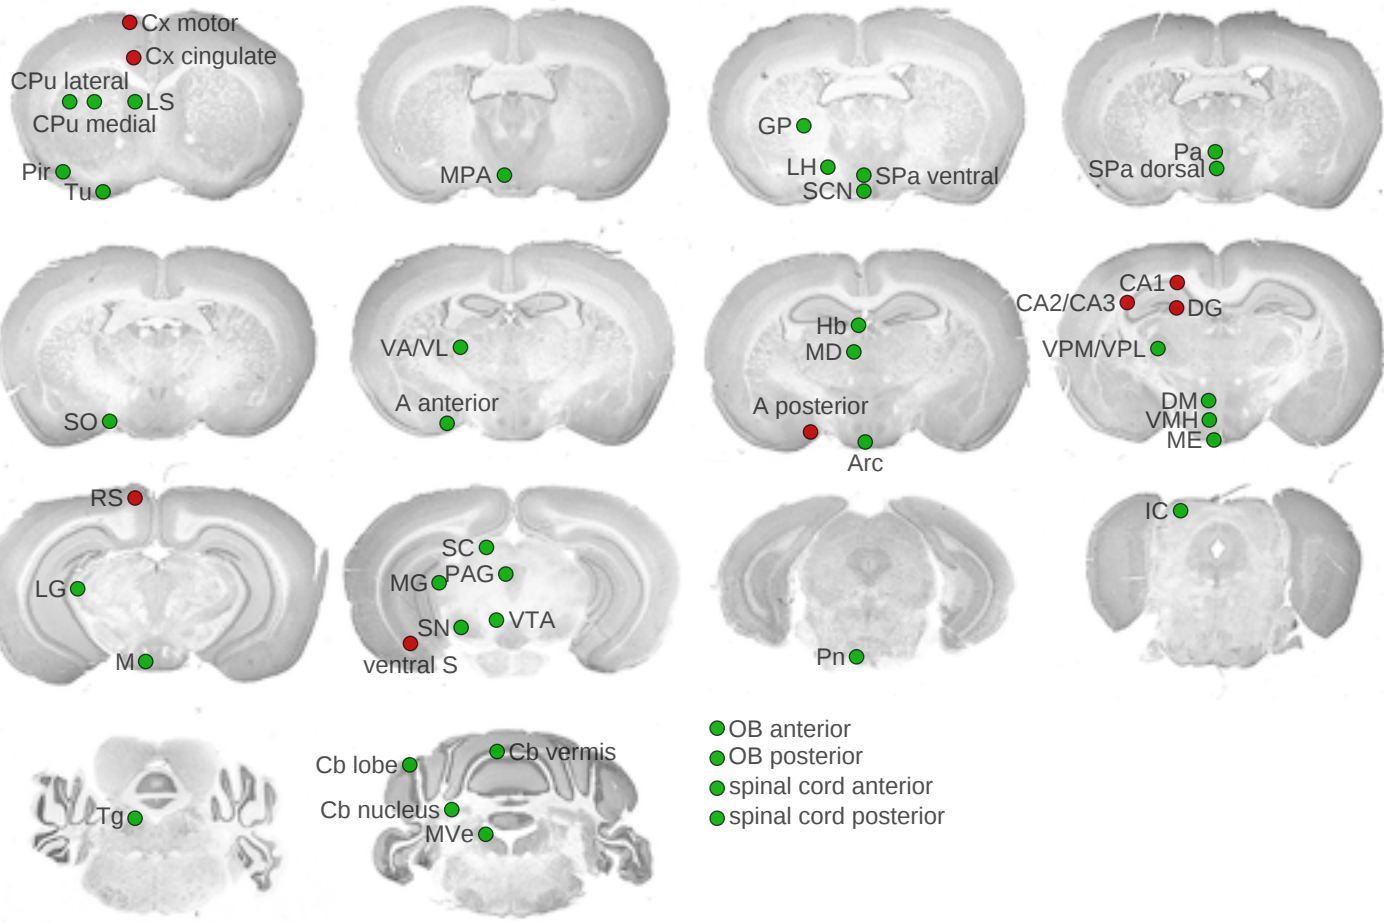 Cx motor
Cx cingulate
CPu lateral
LS
CPu medial
Pir
Tu
MPA
GP
LH
SPa ventral
SCN
Pa
SPa dorsal
SO
VA/VL
A anterior
Hb
MD
A posterior
Arc
CA1
CA2/CA3
DG
VPM/VPL
DM
VMH
ME
RS
LG
M
SC
MG
PAG
SN
VTA
ventral S
Pn
IC
Tg
Cb lobe
Cb vermis
Cb nucleus
MVe
OB anterior
OB posterior
spinal cord anterior
spinal cord posterior